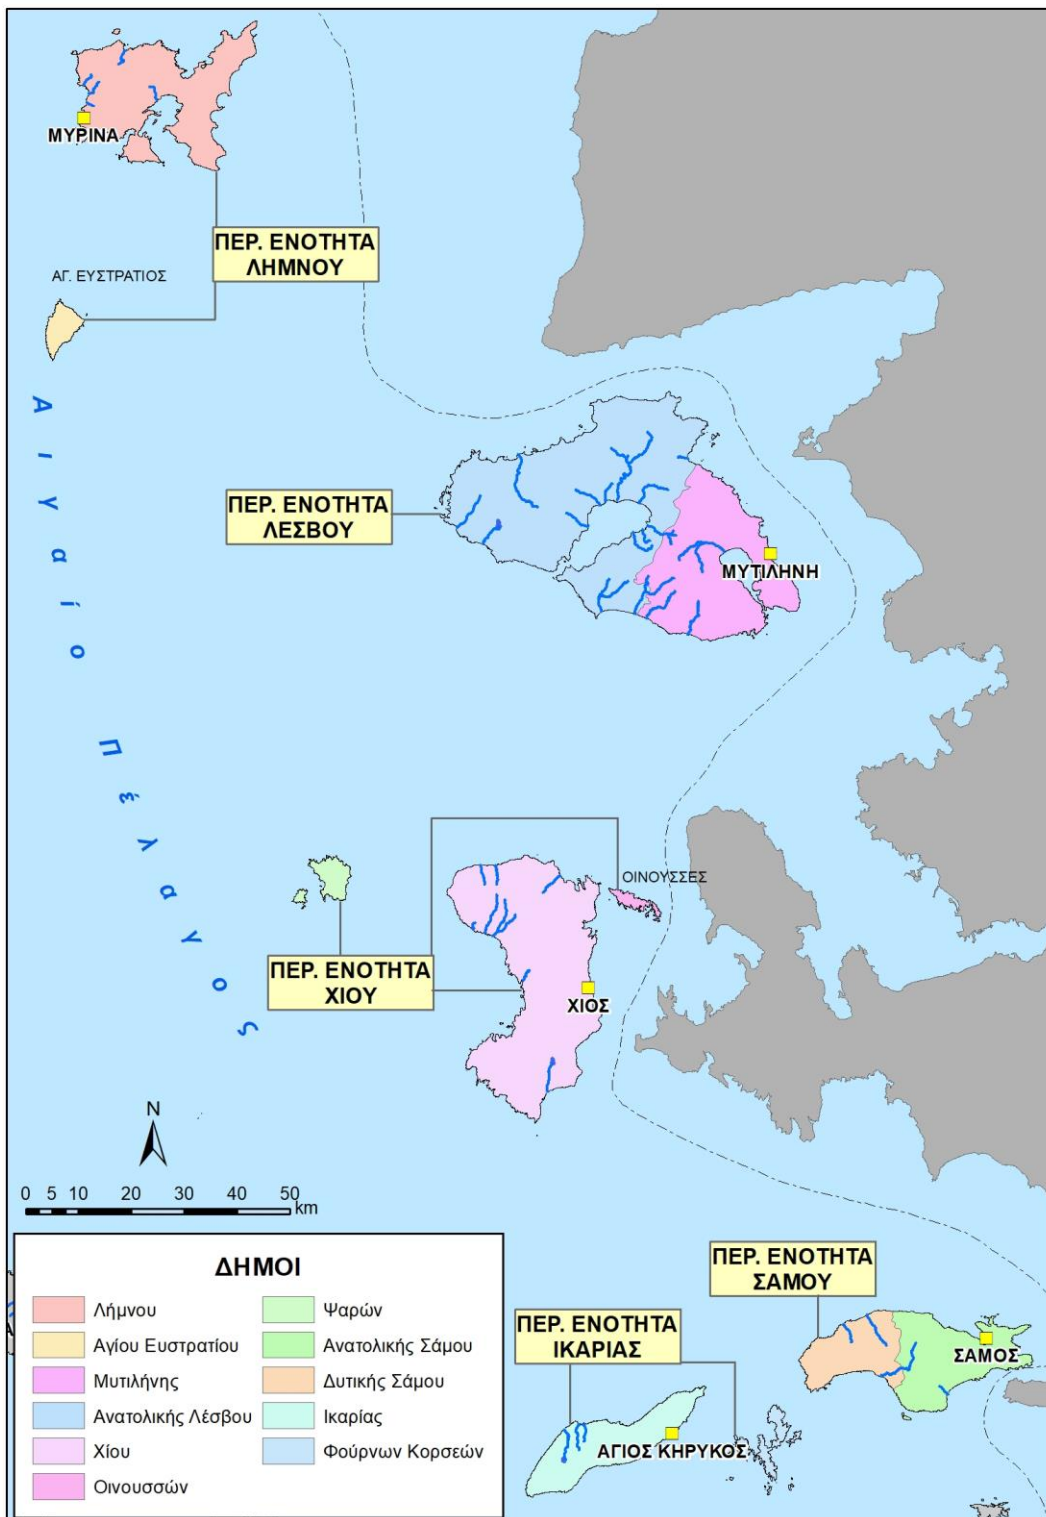 ΜΥΡΙΝΑ
ΠΕΡ. ΕΝΟΤΗΤΑ
ΛΗΜΝΟΥ
ΑΓ. ΕΥΣΤΡΑΤΙΟΣ
Αιγαίο Πέλαγος
ΠΕΡ. ΕΝΟΤΗΤΑ
ΛΕΣΒΟΥ
ΜΥΤΙΛΗΝΗ
ΟΙΝΟΥΣΣΕΣ
ΠΕΡ. ΕΝΟΤΗΤΑ
ΧΙΟΥ
ΧΙΟΣ
N
0 5 10 20 30 40 50
km
ΠΕΡ. ΕΝΟΤΗΤΑ
ΣΑΜΟΥ
ΣΑΜΟΣ
ΠΕΡ. ΕΝΟΤΗΤΑ
ΙΚΑΡΙΑΣ
ΑΓΙΟΣ ΚΗΡΥΚΟΣ
ΔΗΜΟΙ
Λήμνου
Αγίου Ευστρατίου
Μυτιλήνης
Ανατολικής Λέσβου
Χίου
Οινουσσών
Ψαρών
Ανατολικής Σάμου
Δυτικής Σάμου
Ικαρίας
Φούρνων Κορσεών